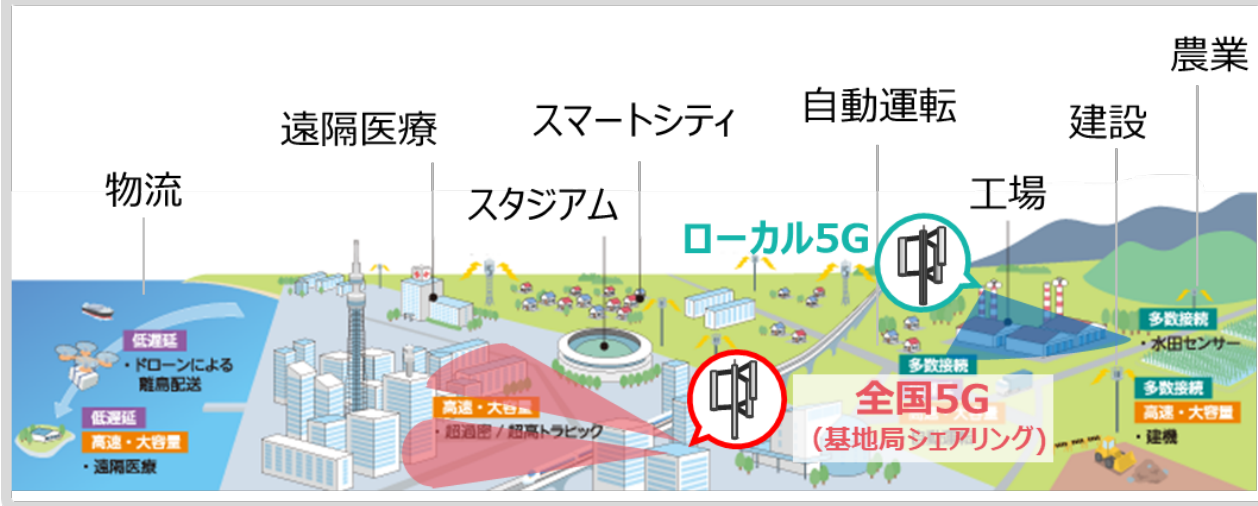 農業
自動運転
建設
スマートシティ
遠隔医療
物流
スタジアム
工場
ローカル5G
低遅延
・ドローンによる
離島配送
低遅延
高速・大容量
・遠隔医療
高速・大容量
・超過密 / 超高トラヒック
全国5G
(基地局シェアリング)
多数接続
多数接続
・水田センサー
多数接続
高速・大容量
・建機